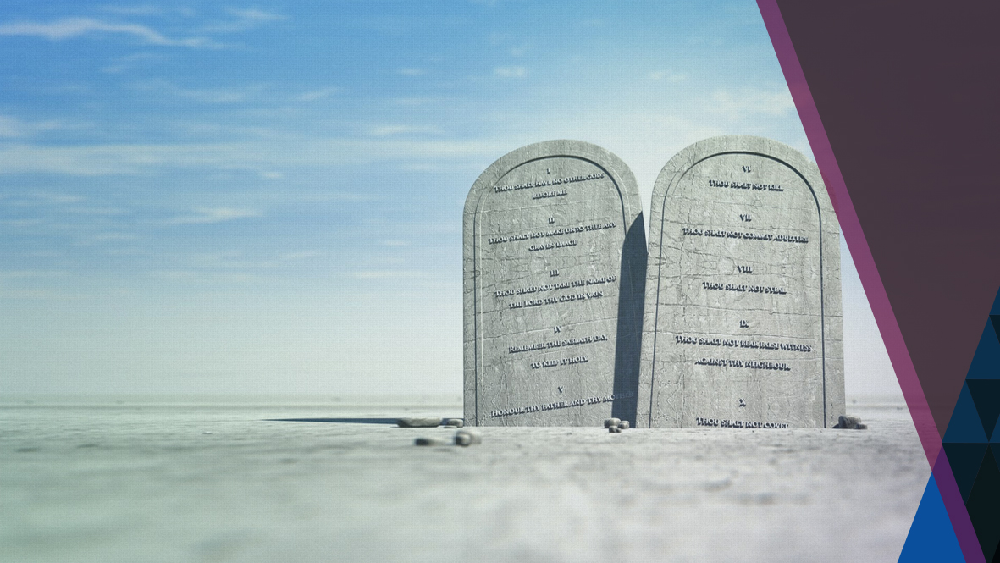 I
THOU SHALT HAVE NO OTHER GODS
BEFORE ME
II
THOU SHALT NOT MAKE UNTO THEE ANY
GRAVEN IMAGE
III
THOU SHALT NOT TAKE THE NAME OF
THE LORD THY GOD IN VAIN
IV
REMEMBER THE SABBATH DAY
TO KEEP IT HOLY.
V
HONOUR THY FATHER AND THY MOTHER
VI
THOU SHALT NOT KILL
VII
THOU SHALT NOT COMMIT ADULTERY
VIII
THOU SHALT NOT STEAL
IX
THOU SHALT NOT BEAR FALSE WITNESS
AGAINST THY NEIGHBOUR
X
THOU SHALT NOT COVET